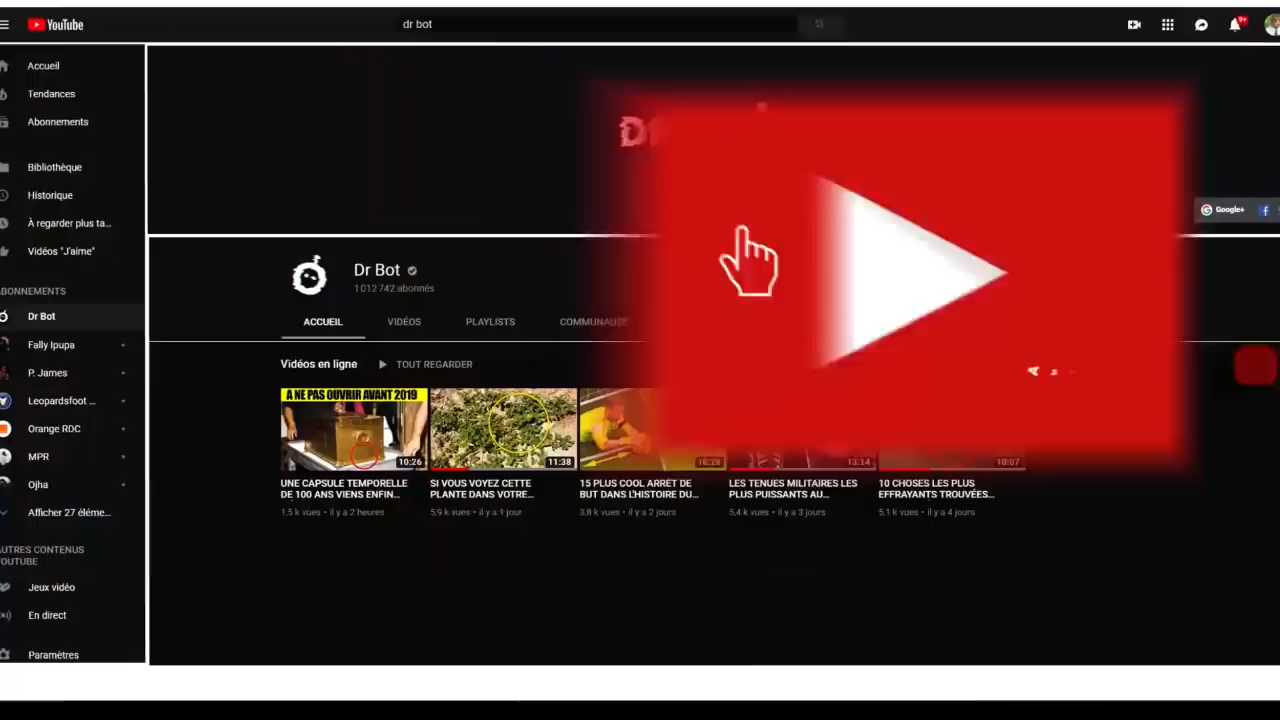 YouTube
dr bot
9+
Accueil
Tendances
Abonnements
Bibliothèque
Historique
À regarder plus ta...
Vidéos "J'aime"
ABONNEMENTS
Dr Bot
Fally Ipupa
P. James
Leopardsfoot ...
Orange RDC
MPR
Ojha
Afficher 27 éléme...
AUTRES CONTENUS
YOUTUBE
Jeux vidéo
En direct
Paramètres
Google+
Dr Bot
1 012 742 abonnés
ACCUEIL
VIDÉOS
PLAYLISTS
COMMUNAUTÉ
Vidéos en ligne
TOUT REGARDER
A NE PAS OUVRIR AVANT 2019
10:26
11:38
10:28
13:14
10:07
UNE CAPSULE TEMPORELLE
DE 100 ANS VIENS ENFIN...
1,5 k vues • il y a 2 heures
SI VOUS VOYEZ CETTE
PLANTE DANS VOTRE...
5,9 k vues • il y a 1 jour
15 PLUS COOL ARRÊT DE
BUT DANS L'HISTOIRE DU...
3,8 k vues • il y a 2 jours
LES TENUES MILITAIRES LES
PLUS PUISSANTS AU...
5,4 k vues • il y a 3 jours
10 CHOSES LES PLUS
EFFRAYANTS TROUVÉES...
5,1 k vues • il y a 4 jours